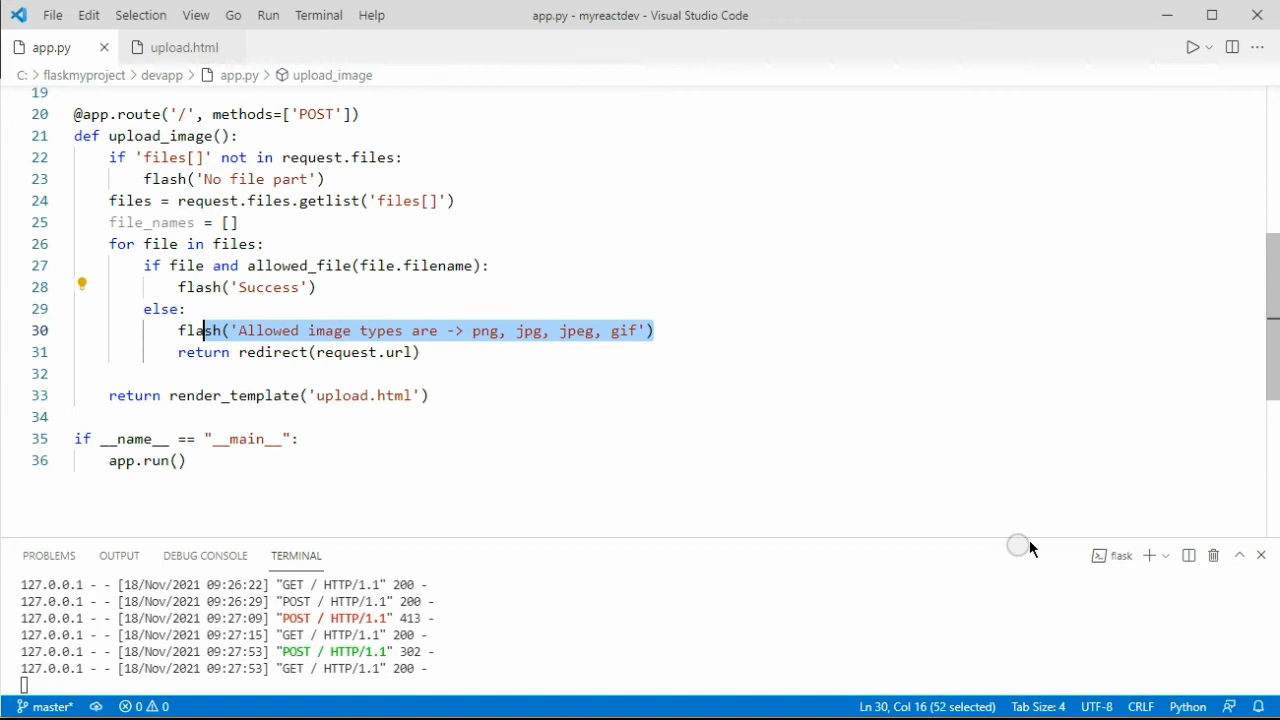 File Edit Selection View Go Run Terminal Help app.py - myreactdev - Visual Studio Code
app.py upload.html
C: > flaskmyproject > devapp > app.py > upload_image
19
20 @app.route('/', methods=['POST'])
21 def upload_image():
22 if 'files[]' not in request.files:
23 flash('No file part')
24 files = request.files.getlist('files[]')
25 file_names = []
26 for file in files:
27 if file and allowed_file(file.filename):
28 flash('Success')
29 else:
30 flash('Allowed image types are -> png, jpg, jpeg, gif')
31 return redirect(request.url)
32
33 return render_template('upload.html')
34
35 if __name__ == "__main__":
36 app.run()
PROBLEMS OUTPUT DEBUG CONSOLE TERMINAL flask
127.0.0.1 - - [18/Nov/2021 09:26:22] "GET / HTTP/1.1" 200 -
127.0.0.1 - - [18/Nov/2021 09:26:29] "POST / HTTP/1.1" 200 -
127.0.0.1 - - [18/Nov/2021 09:27:09] "POST / HTTP/1.1" 413 -
127.0.0.1 - - [18/Nov/2021 09:27:15] "GET / HTTP/1.1" 200 -
127.0.0.1 - - [18/Nov/2021 09:27:53] "POST / HTTP/1.1" 302 -
127.0.0.1 - - [18/Nov/2021 09:27:53] "GET / HTTP/1.1" 200 -
master* 0 0 Ln 30, Col 16 (52 selected) Tab Size: 4 UTF-8 CRLF Python